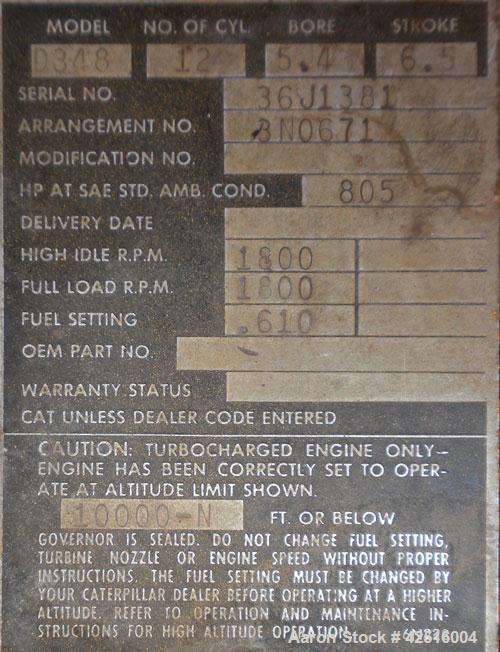 MODEL NO. OF CYL. BORE STROKE
D348 12 5.4 6.5
SERIAL NO. 36J1381
ARRANGEMENT NO. 8N0671
MODIFICATION NO.
HP AT SAE STD. AMB. COND. 805
DELIVERY DATE
HIGH IDLE R.P.M. 1800
FULL LOAD R.P.M. 1800
FUEL SETTING .610
OEM PART NO.
WARRANTY STATUS
CAT UNLESS DEALER CODE ENTERED
CAUTION: TURBOCHARGED ENGINE ONLY—
ENGINE HAS BEEN CORRECTLY SET TO OPER-
ATE AT ALTITUDE LIMIT SHOWN.
10000-N FT. OR BELOW
GOVERNOR IS SEALED. DO NOT CHANGE FUEL SETTING,
TURBINE NOZZLE OR ENGINE SPEED WITHOUT PROPER
INSTRUCTIONS. THE FUEL SETTING MUST BE CHANGED BY
YOUR CATERPILLAR DEALER BEFORE OPERATING AT A HIGHER
ALTITUDE. REFER TO OPERATION AND MAINTENANCE IN-
STRUCTIONS FOR HIGH ALTITUDE OPERATION.
Aaron Stock # 42816004